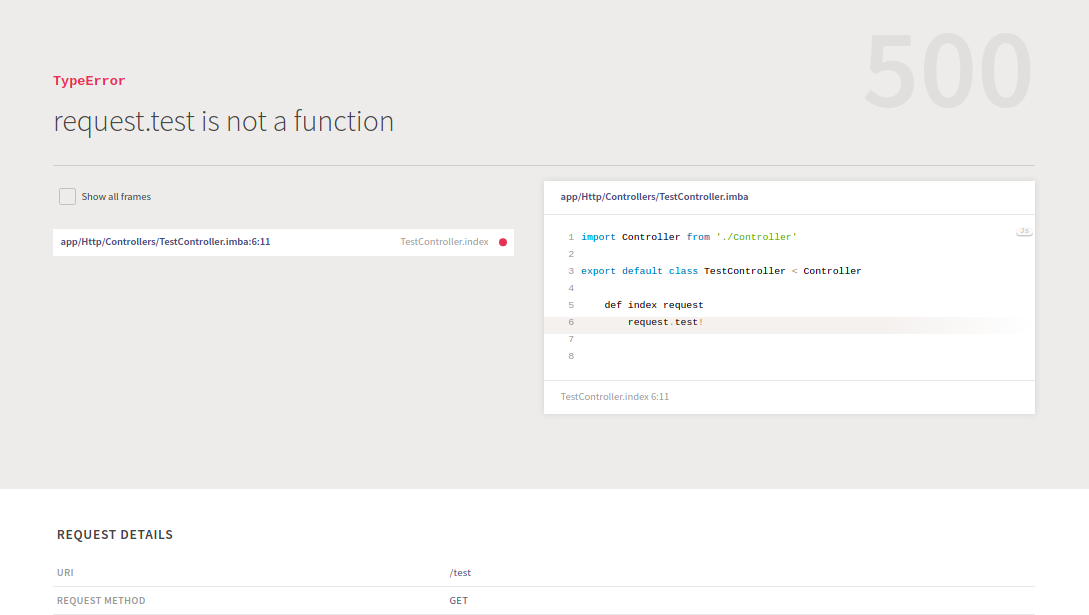 500
TypeError
request.test is not a function
Show all frames
app/Http/Controllers/TestController.imba:6:11 TestController.index
app/Http/Controllers/TestController.imba
JS
1 import Controller from './Controller'
2
3 export default class TestController < Controller
4
5 def index request
6 request.test!
7
8
TestController.index 6:11
REQUEST DETAILS
URI /test
REQUEST METHOD GET